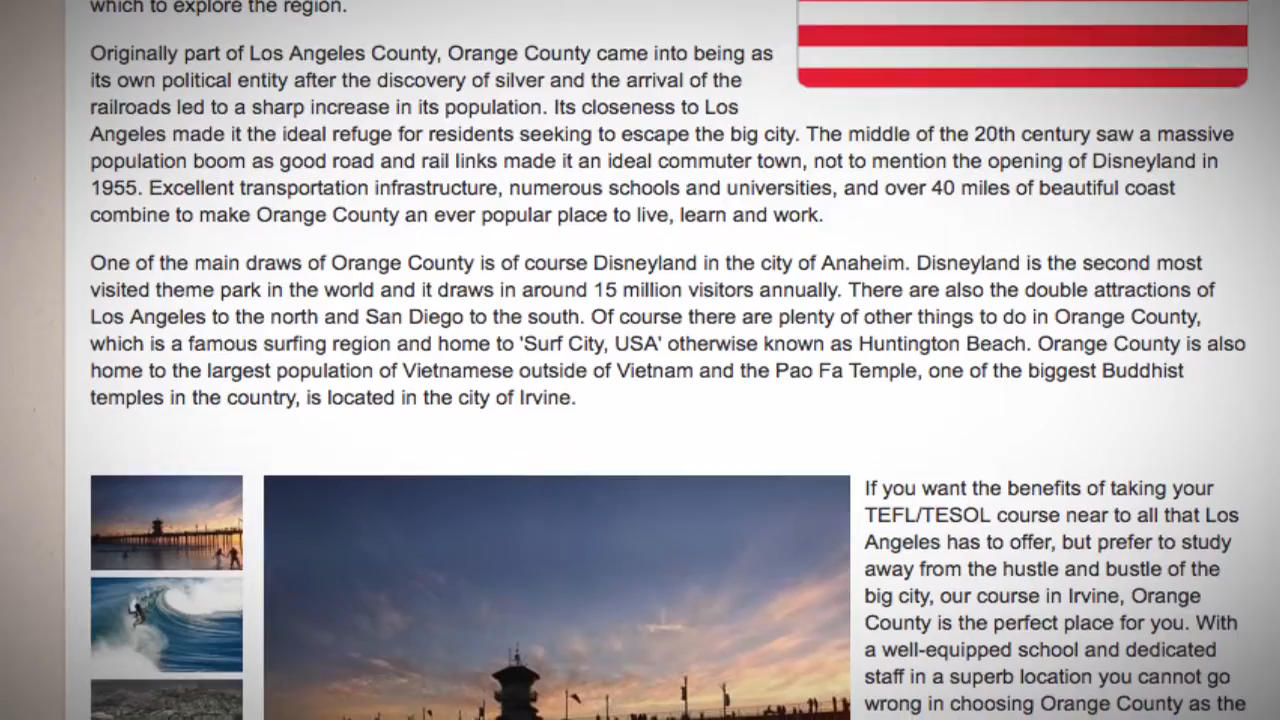 which to explore the region.
Originally part of Los Angeles County, Orange County came into being as
its own political entity after the discovery of silver and the arrival of the
railroads led to a sharp increase in its population. Its closeness to Los
Angeles made it the ideal refuge for residents seeking to escape the big city. The middle of the 20th century saw a massive
population boom as good road and rail links made it an ideal commuter town, not to mention the opening of Disneyland in
1955. Excellent transportation infrastructure, numerous schools and universities, and over 40 miles of beautiful coast
combine to make Orange County an ever popular place to live, learn and work.
One of the main draws of Orange County is of course Disneyland in the city of Anaheim. Disneyland is the second most
visited theme park in the world and it draws in around 15 million visitors annually. There are also the double attractions of
Los Angeles to the north and San Diego to the south. Of course there are plenty of other things to do in Orange County,
which is a famous surfing region and home to 'Surf City, USA' otherwise known as Huntington Beach. Orange County is also
home to the largest population of Vietnamese outside of Vietnam and the Pao Fa Temple, one of the biggest Buddhist
temples in the country, is located in the city of Irvine.
If you want the benefits of taking your
TEFL/TESOL course near to all that Los
Angeles has to offer, but prefer to study
away from the hustle and bustle of the
big city, our course in Irvine, Orange
County is the perfect place for you. With
a well-equipped school and dedicated
staff in a superb location you cannot go
wrong in choosing Orange County as the